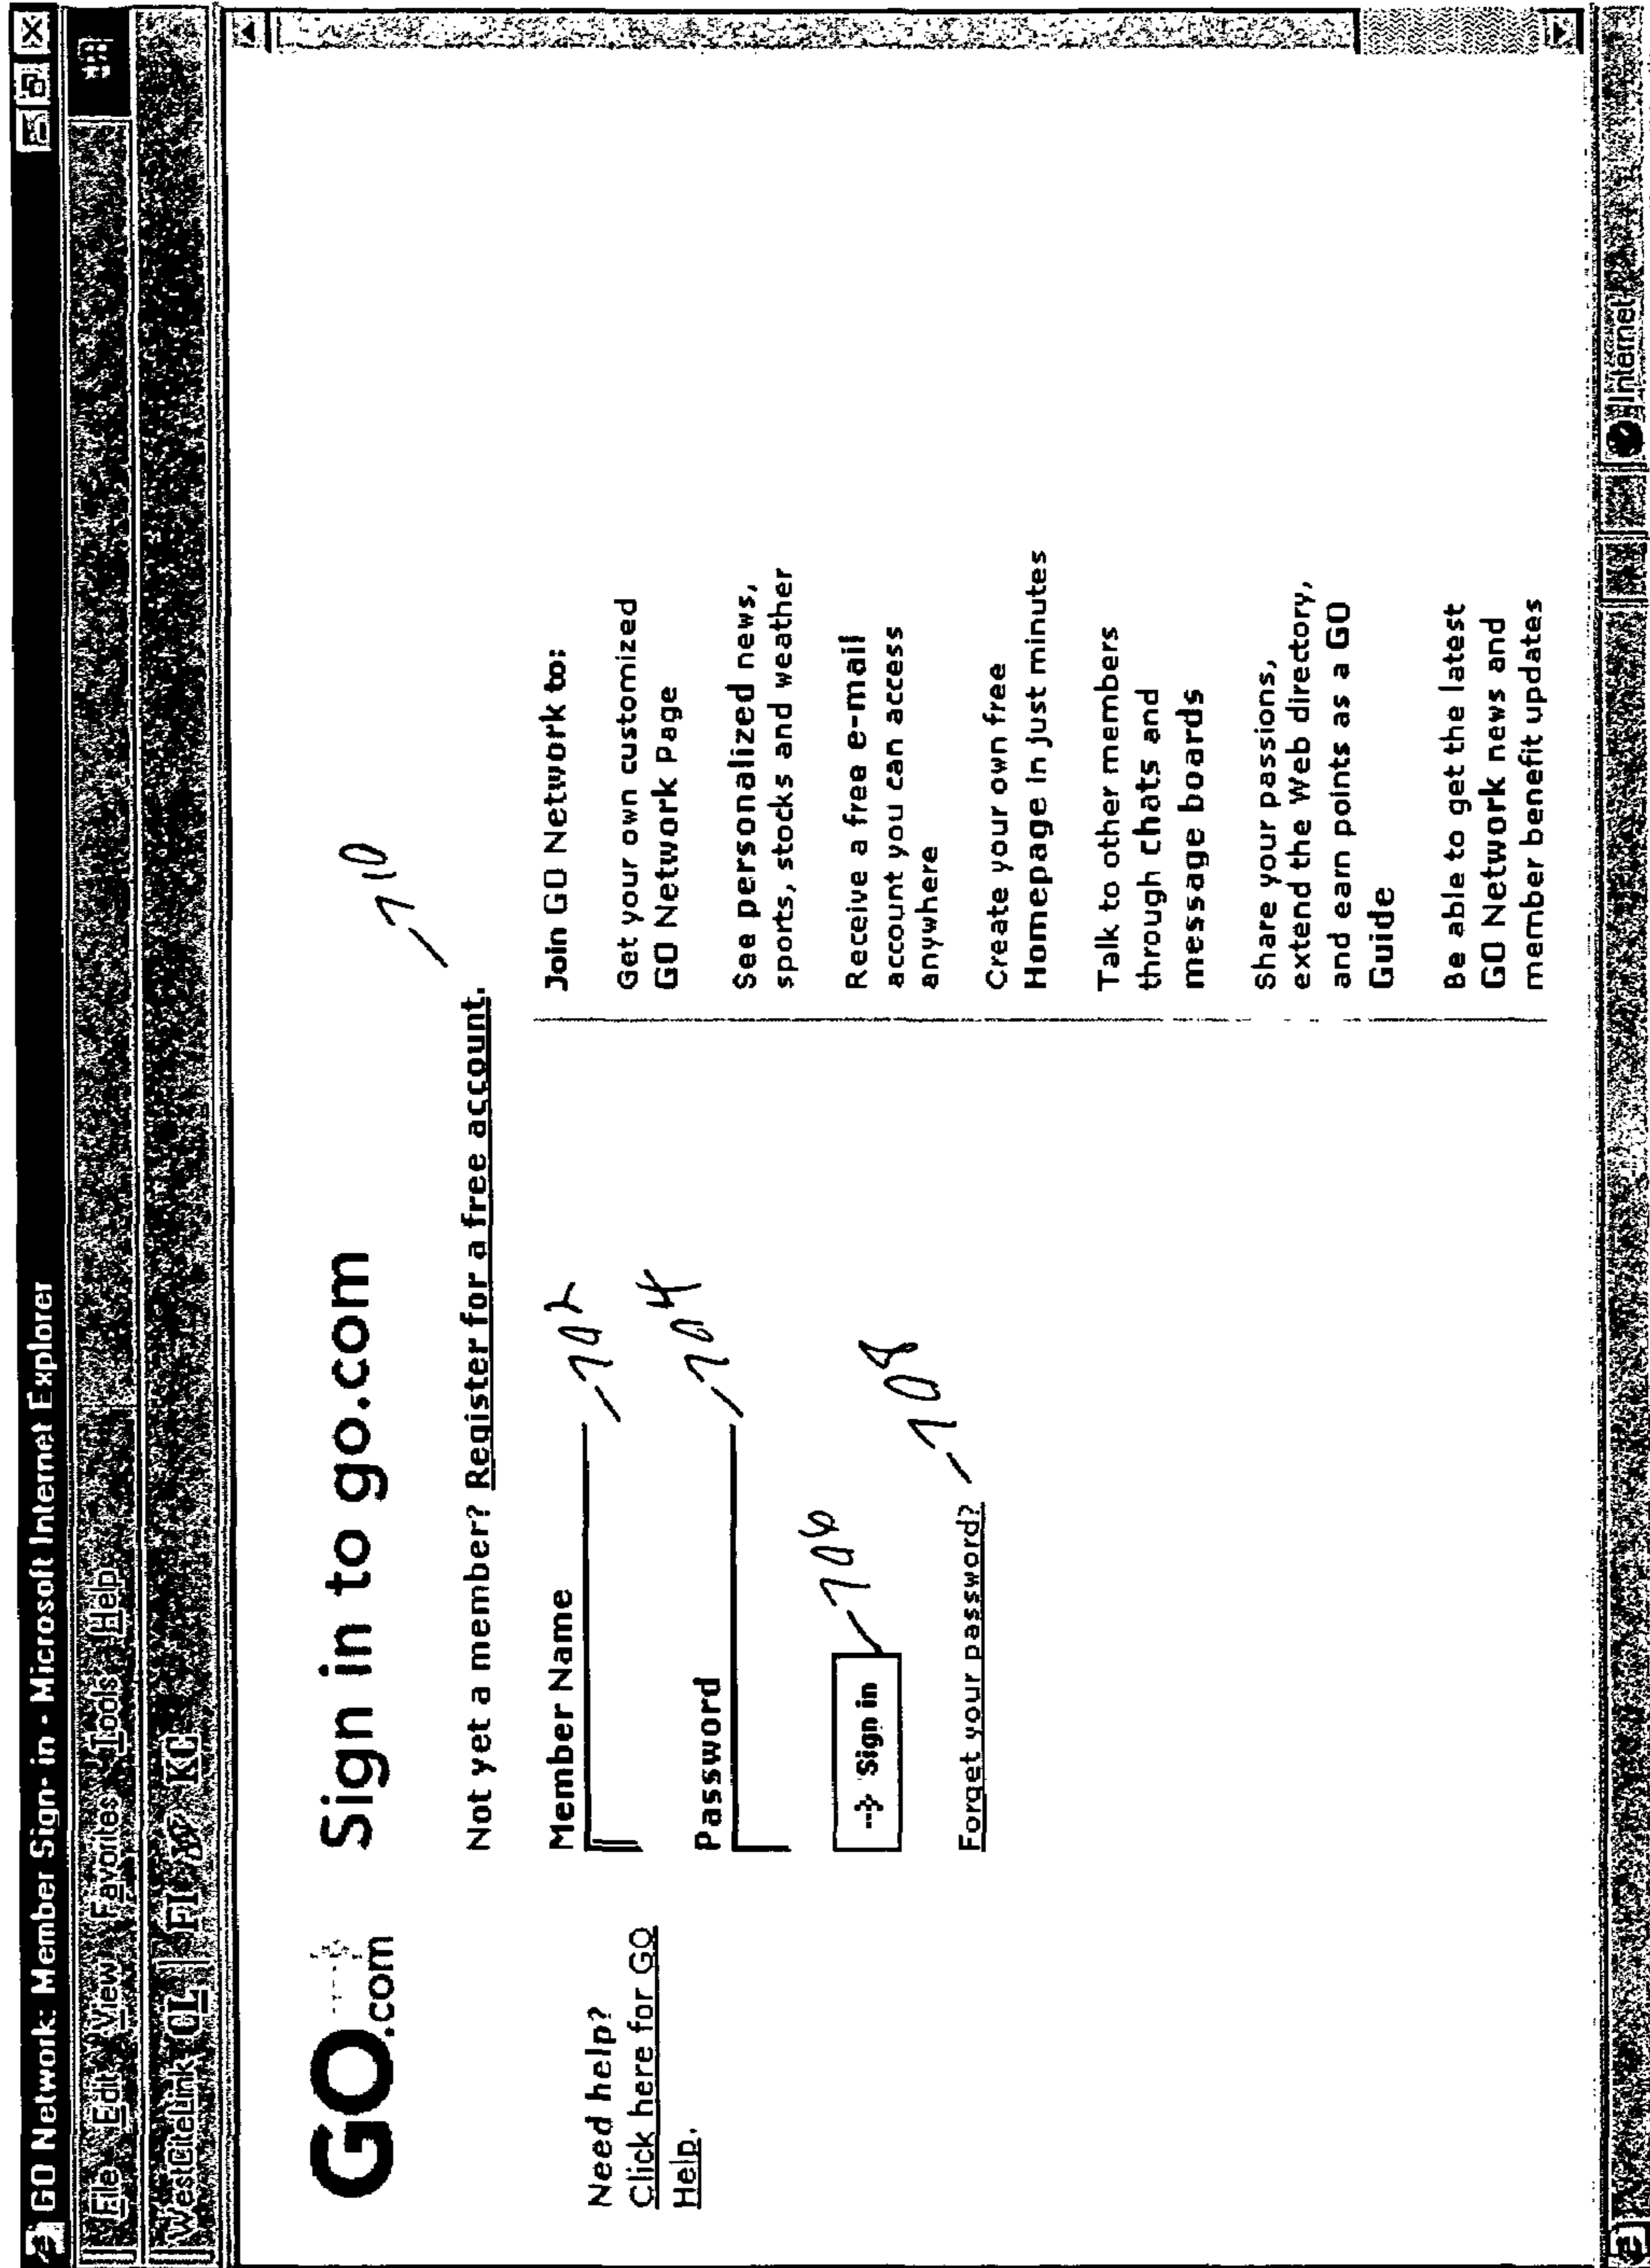 GO Network: Member Sign-in - Microsoft Internet Explorer
File Edit View Favorites Tools Help
WestCiteLink CL FI KC
GO.com
Sign in to go.com
Not yet a member? Register for a free account.
710
Need help?
Click here for GO
Help.
Member Name
702
Password
704
Sign in
706
Forget your password?
708
Join GO Network to:
Get your own customized
GO Network Page
See personalized news,
sports, stocks and weather
Receive a free e-mail
account you can access
anywhere
Create your own free
Homepage in just minutes
Talk to other members
through chats and
message boards
Share your passions,
extend the Web directory,
and earn points as a GO
Guide
Be able to get the latest
GO Network news and
member benefit updates
Internet